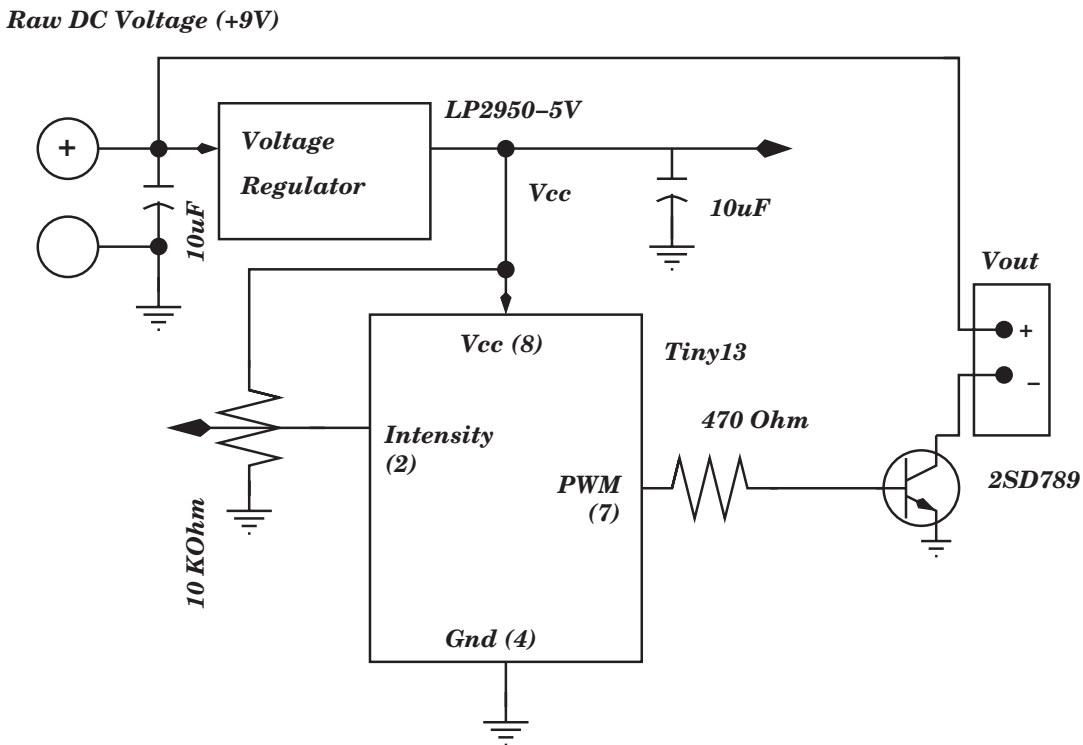 Raw DC Voltage (+9V)
+
Voltage
Regulator
LP2950–5V
Vcc
10uF
10uF
Vout
+
–
Vcc (8)
Tiny13
470 Ohm
Intensity
(2)
PWM
(7)
2SD789
10 KOhm
Gnd (4)